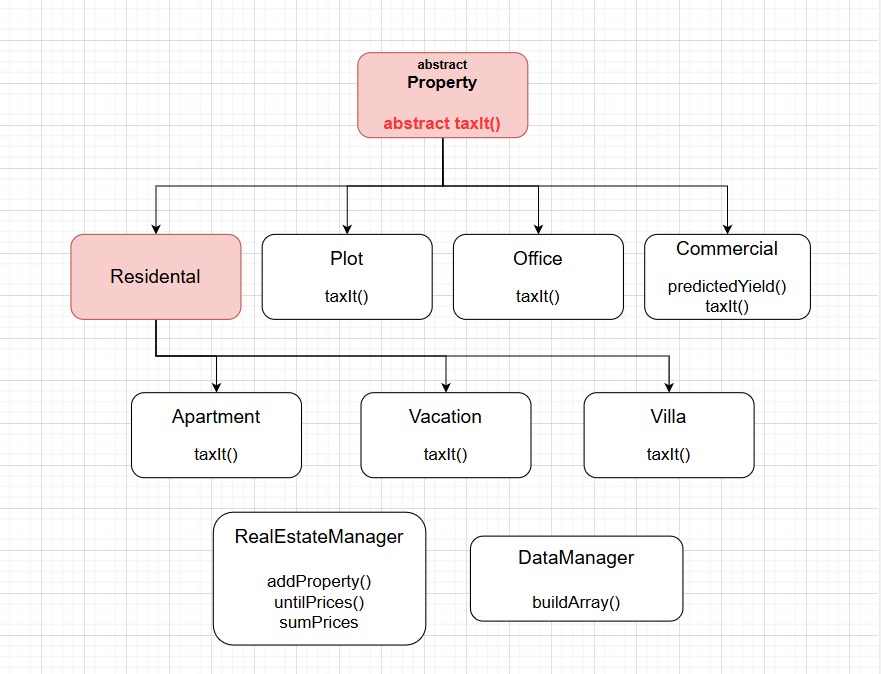 abstract
Property
abstract taxIt()
Residental
Plot
taxIt()
Office
taxIt()
Commercial
predictedYield()
taxIt()
Apartment
taxIt()
Vacation
taxIt()
Villa
taxIt()
RealEstateManager
addProperty()
untilPrices()
sumPrices
DataManager
buildArray()